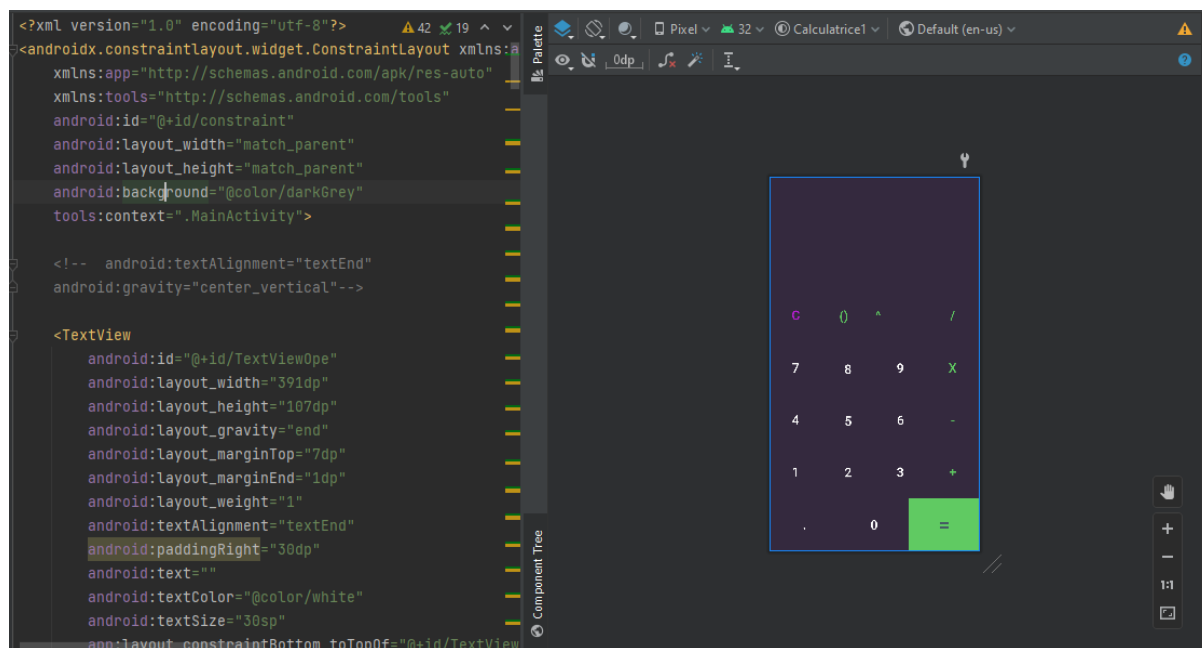 <?xml version="1.0" encoding="utf-8"?>
42 19
<androidx.constraintlayout.widget.ConstraintLayout xmlns:a
xmlns:app="http://schemas.android.com/apk/res-auto"
xmlns:tools="http://schemas.android.com/tools"
android:id="@+id/constraint"
android:layout_width="match_parent"
android:layout_height="match_parent"
android:background="@color/darkGrey"
tools:context=".MainActivity">
<!-- android:textAlignment="textEnd"
android:gravity="center_vertical"-->
<TextView
android:id="@+id/TextViewOpe"
android:layout_width="391dp"
android:layout_height="107dp"
android:layout_gravity="end"
android:layout_marginTop="7dp"
android:layout_marginEnd="1dp"
android:layout_weight="1"
android:textAlignment="textEnd"
android:paddingRight="30dp"
android:text=""
android:textColor="@color/white"
android:textSize="30sp"
app:layout_constraintBottom_toTopOf="@+id/TextView
Palette
Component Tree
Pixel 32 Calculatrice1 Default (en-us)
0dp
C () ^ /
7 8 9 X
4 5 6 -
1 2 3 +
. 0 =
+
−
1:1